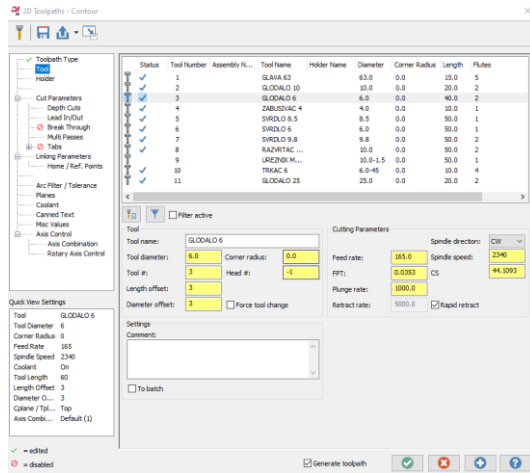 2D Toolpaths - Contour
Toolpath Type
Tool
Holder
Cut Parameters
Depth Cuts
Lead In/Out
Break Through
Multi Passes
Tabs
Linking Parameters
Home / Ref. Points
Arc Filter / Tolerance
Planes
Coolant
Canned Text
Misc Values
Axis Control
Axis Combination
Rotary Axis Control
Quick View Settings
Tool GLODALO 6
Tool Diameter 6
Corner Radius 0
Feed Rate 165
Spindle Speed 2340
Coolant On
Tool Length 60
Length Offset 3
Diameter O... 3
Cplane / Tpl... Top
Axis Combi... Default (1)
= edited
= disabled
Status Tool Number Assembly N... Tool Name Holder Name Diameter Corner Radius Length Flutes
1 GLAVA 63 63.0 0.0 15.0 5
2 GLODALO 10 10.0 0.0 20.0 2
3 GLODALO 6 6.0 0.0 40.0 2
4 ZABUSIVAC 4 4.0 0.0 10.0 1
5 SVRDLO 8.5 8.5 0.0 50.0 1
6 SVRDLO 6 6.0 0.0 50.0 1
7 SVRDLO 9.8 9.8 0.0 50.0 2
8 RAZVRTAC ... 10.0 0.0 50.0 2
9 UREZNIK M... 10.0-1.5 0.0 50.0 1
10 TRKAC 6 6.0-45 0.0 10.0 4
11 GLODALO 25 25.0 0.0 20.0 2
Filter active
Tool
Tool name: GLODALO 6
Tool diameter: 6.0 Corner radius: 0.0
Tool #: 3 Head #: -1
Length offset: 3
Diameter offset: 3 Force tool change
Cutting Parameters
Spindle direction: CW
Feed rate: 165.0 Spindle speed: 2340
FPT: 0.0353 CS 44.1093
Plunge rate: 1000.0
Retract rate: 5000.0 Rapid retract
Settings
Comment:
To batch
Generate toolpath